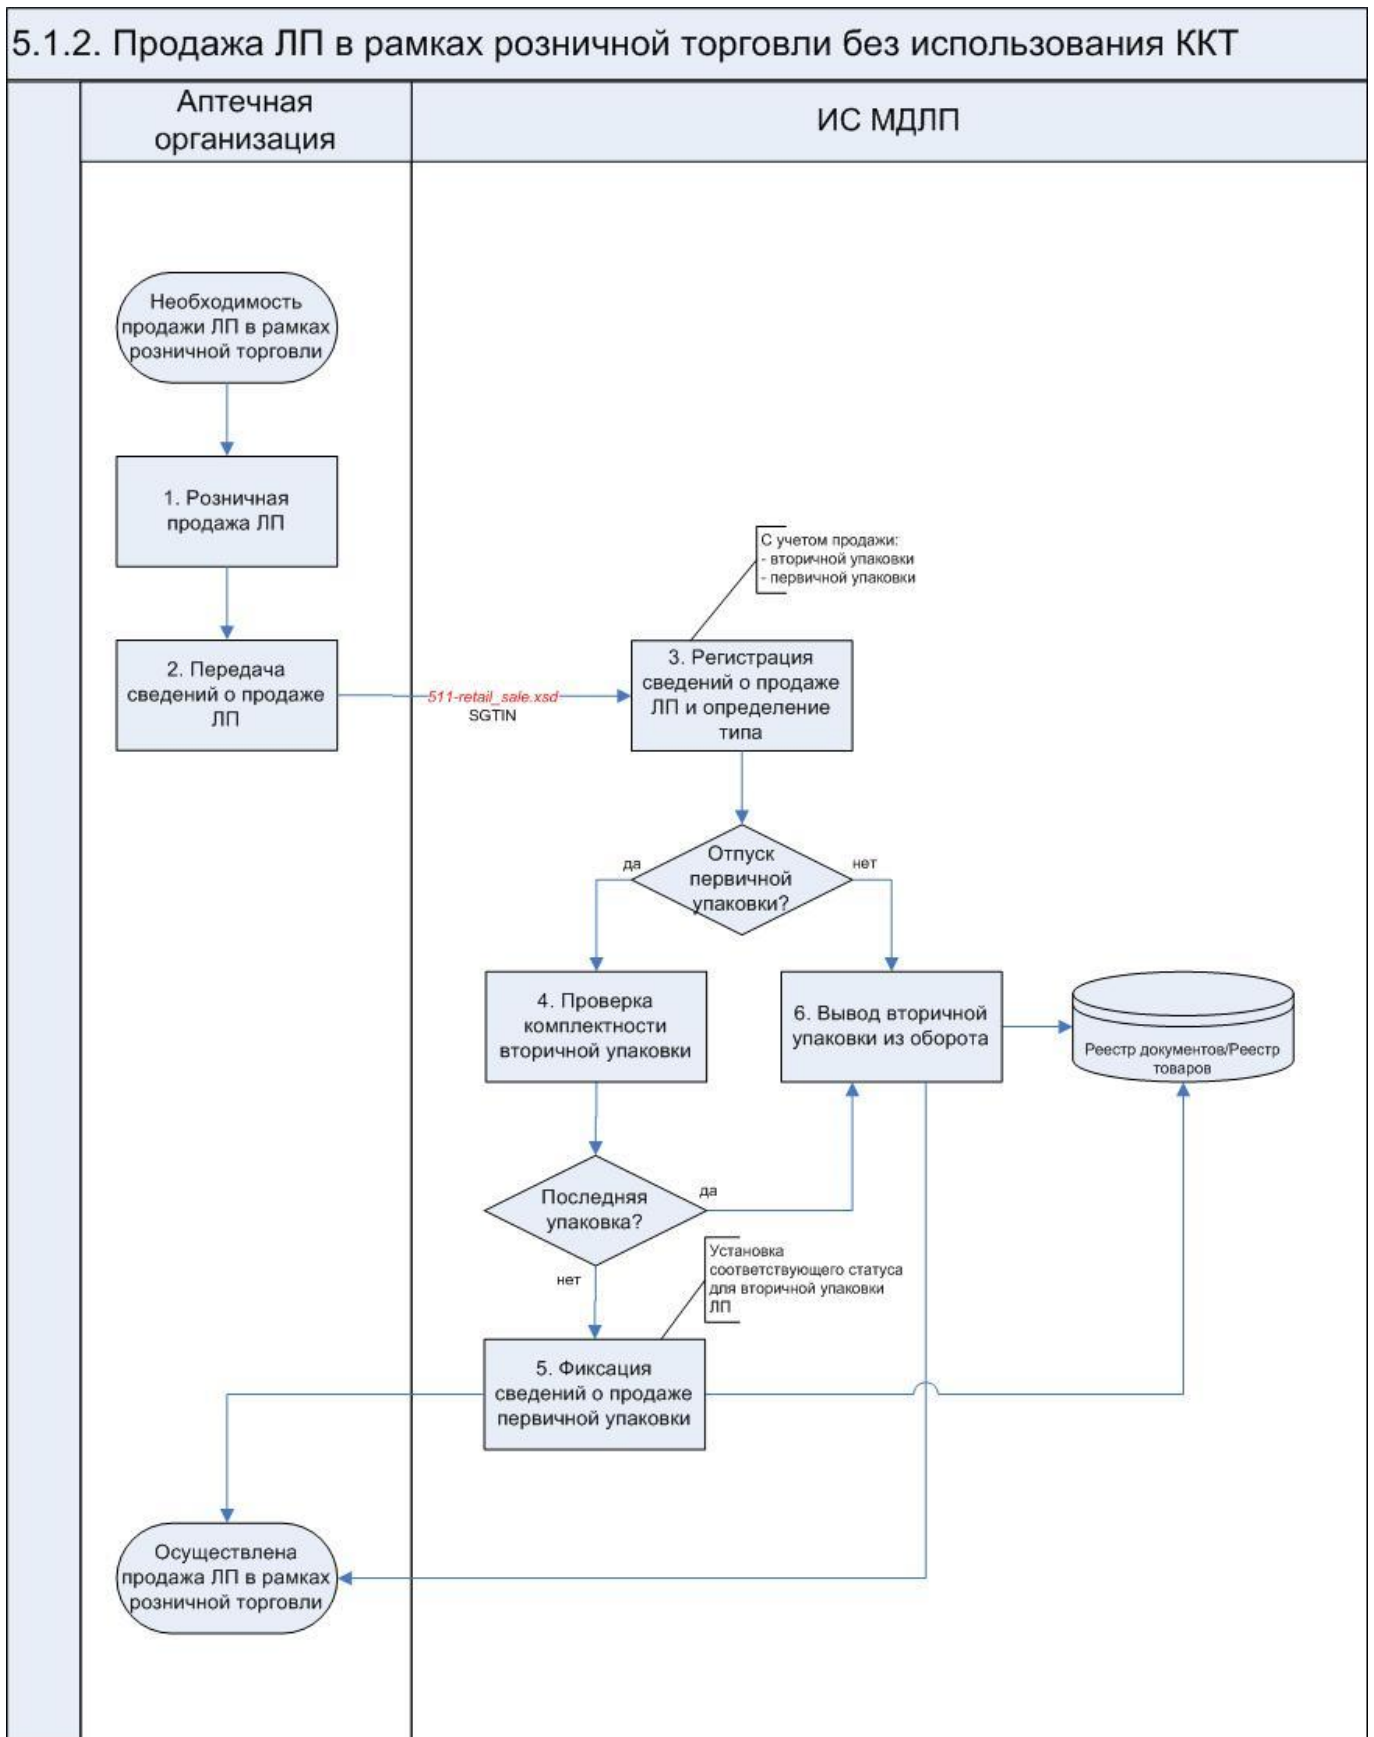 5.1.2. Продажа ЛП в рамках розничной торговли без использования ККТ
Аптечная
организация
ИС МДЛП
Необходимость
продажи ЛП в рамках
розничной торговли
1. Розничная
продажа ЛП
С учетом продажи:
- вторичной упаковки
- первичной упаковки
2. Передача
сведений о продаже
ЛП
511-retail_sale.xsd
SGTIN
3. Регистрация
сведений о продаже
ЛП и определение
типа
Отпуск
первичной
упаковки?
да
нет
4. Проверка
комплектности
вторичной упаковки
6. Вывод вторичной
упаковки из оборота
Реестр документов/Реестр
товаров
Последняя
упаковка?
да
нет
Установка
соответствующего статуса
для вторичной упаковки
ЛП
5. Фиксация
сведений о продаже
первичной упаковки
Осуществлена
продажа ЛП в рамках
розничной торговли